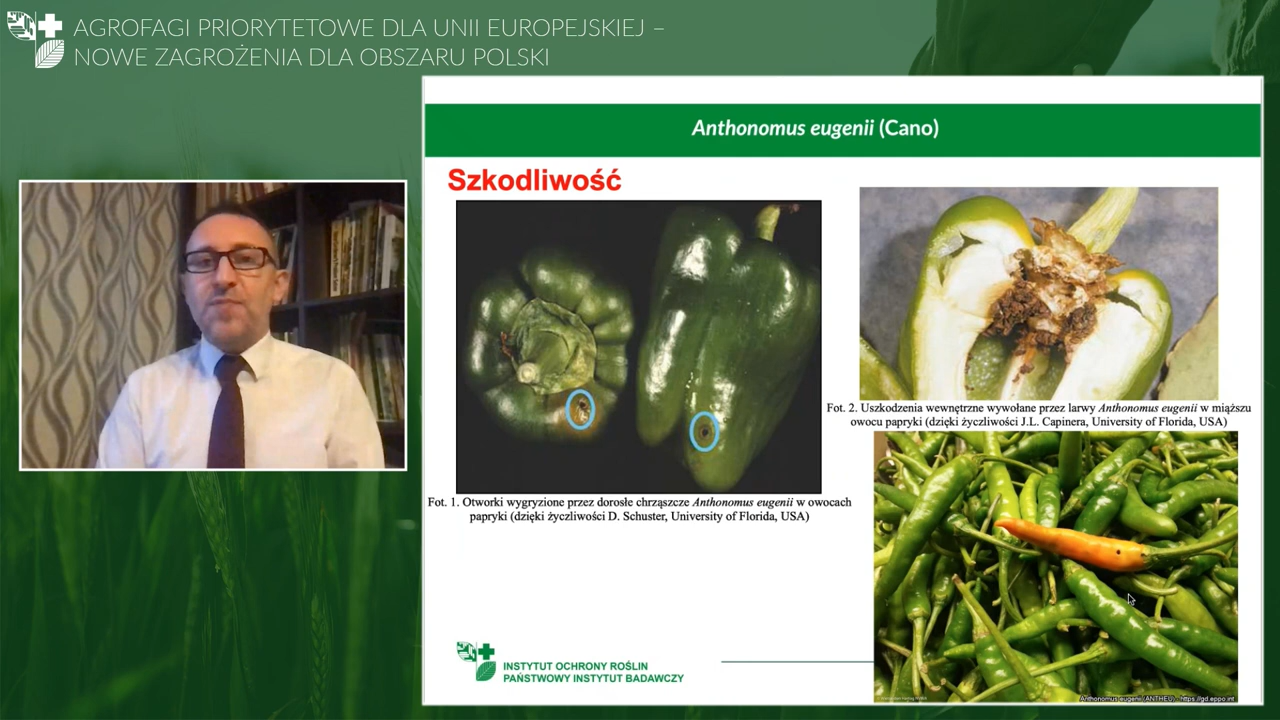 AGROFAGI PRIORYTETOWE DLA UNII EUROPEJSKIEJ –
NOWE ZAGROŻENIA DLA OBSZARU POLSKI
Anthonomus eugenii (Cano)
Szkodliwość
Fot. 1. Otworki wygryzione przez dorosłe chrząszcze Anthonomus eugenii w owocach
papryki (dzięki życzliwości D. Schuster, University of Florida, USA)
Fot. 2. Uszkodzenia wewnętrzne wywołane przez larwy Anthonomus eugenii w miąższu
owocu papryki (dzięki życzliwości J.L. Capinera, University of Florida, USA)
Anthonomus eugenii (ANTHEU) - https://gd.eppo.int
INSTYTUT OCHRONY ROŚLIN
PAŃSTWOWY INSTYTUT BADAWCZY